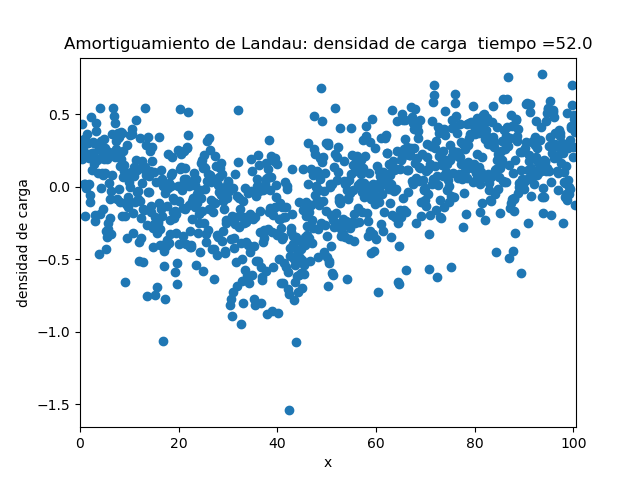 Amortiguamiento de Landau: densidad de carga  tiempo =52.0
densidad de carga
0.5
0.0
−0.5
−1.0
−1.5
0 20 40 60 80 100
x